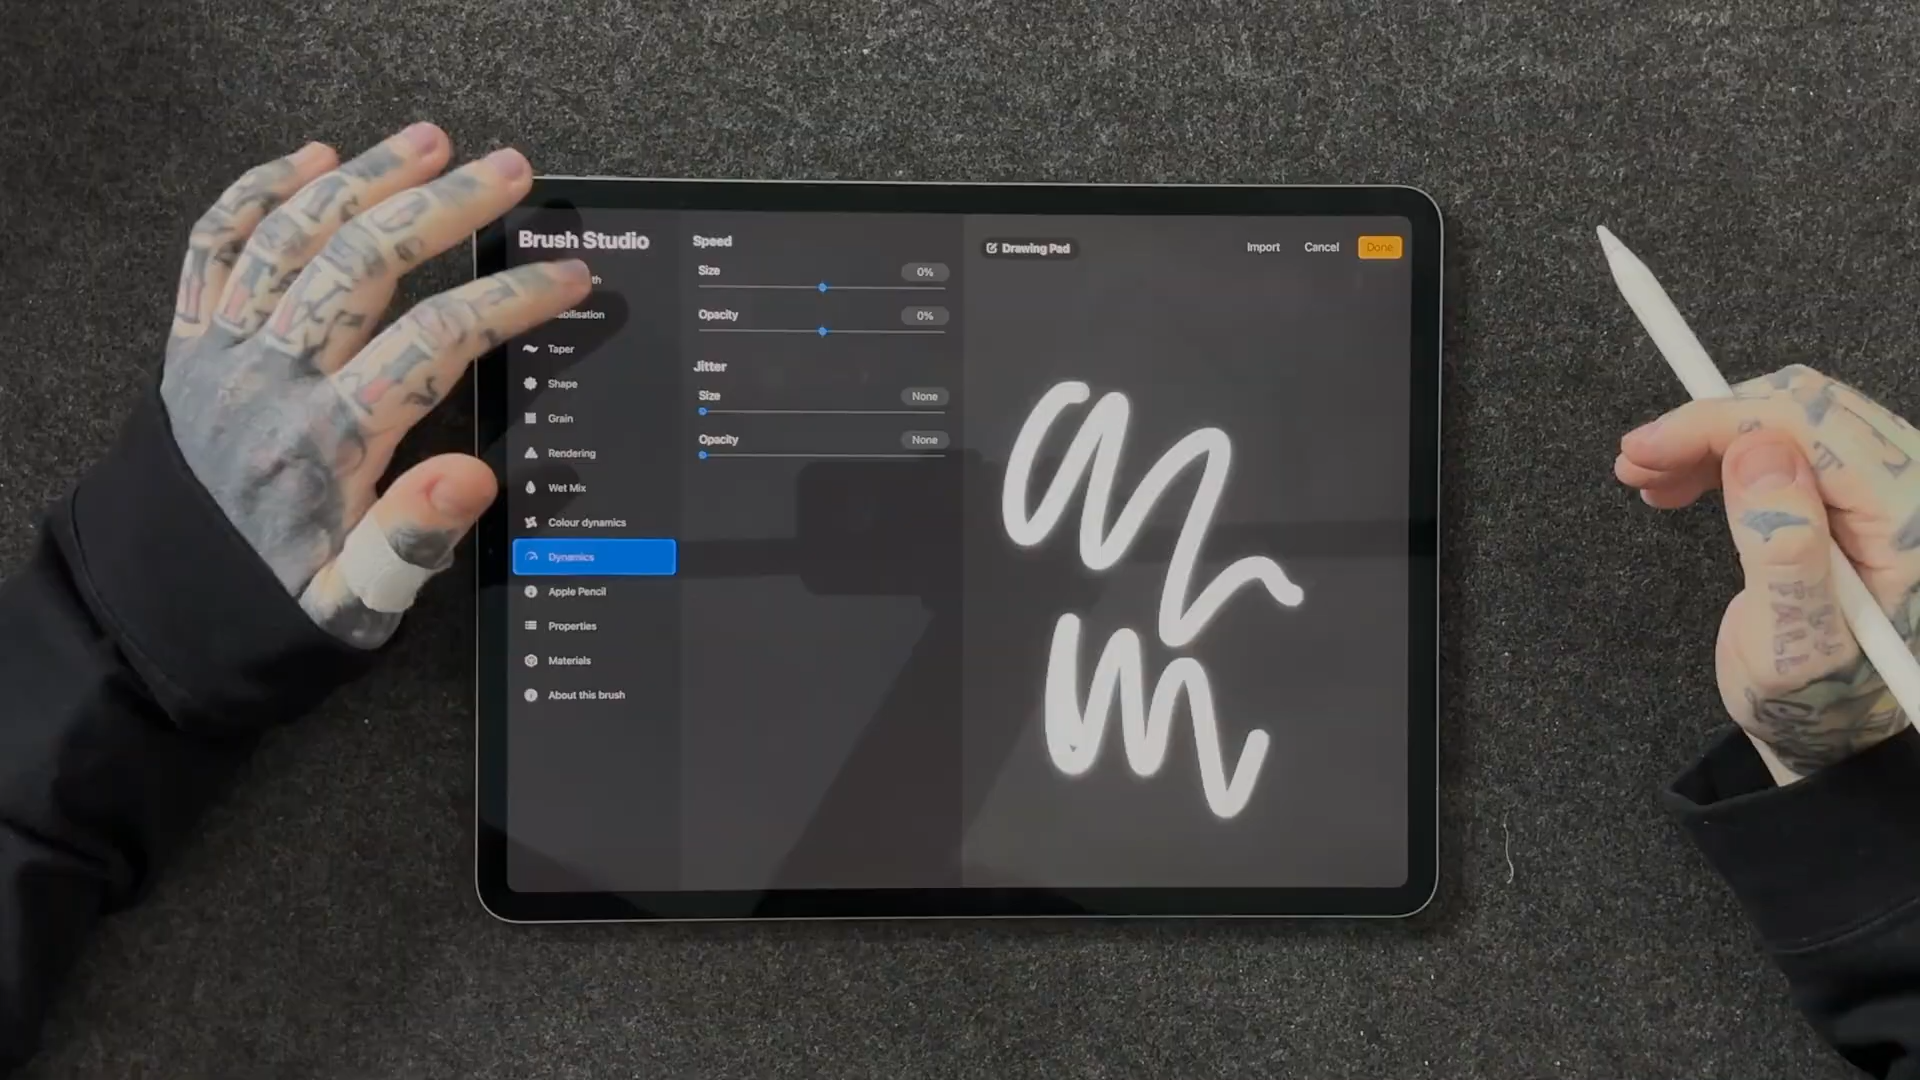 Brush Studio
Taper
Shape
Grain
Rendering
Wet Mix
Colour dynamics
Dynamics
Apple Pencil
Properties
Materials
About this brush
Speed
Size 0%
Opacity 0%
Jitter
Size None
Opacity None
Drawing Pad
Import Cancel Done